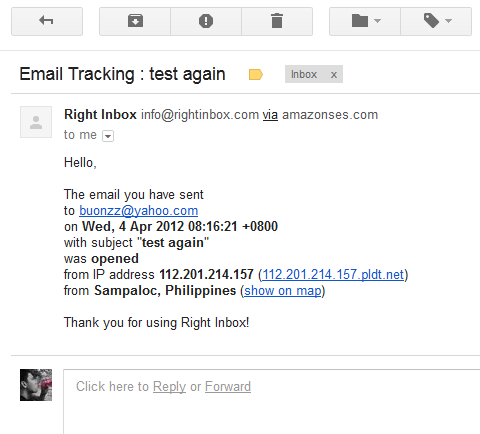 Email Tracking : test again Inbox x
Right Inbox info@rightinbox.com via amazonses.com
to me
Hello,
The email you have sent
to buonzz@yahoo.com
on Wed, 4 Apr 2012 08:16:21 +0800
with subject "test again"
was opened
from IP address 112.201.214.157 (112.201.214.157.pldt.net)
from Sampaloc, Philippines (show on map)
Thank you for using Right Inbox!
Click here to Reply or Forward